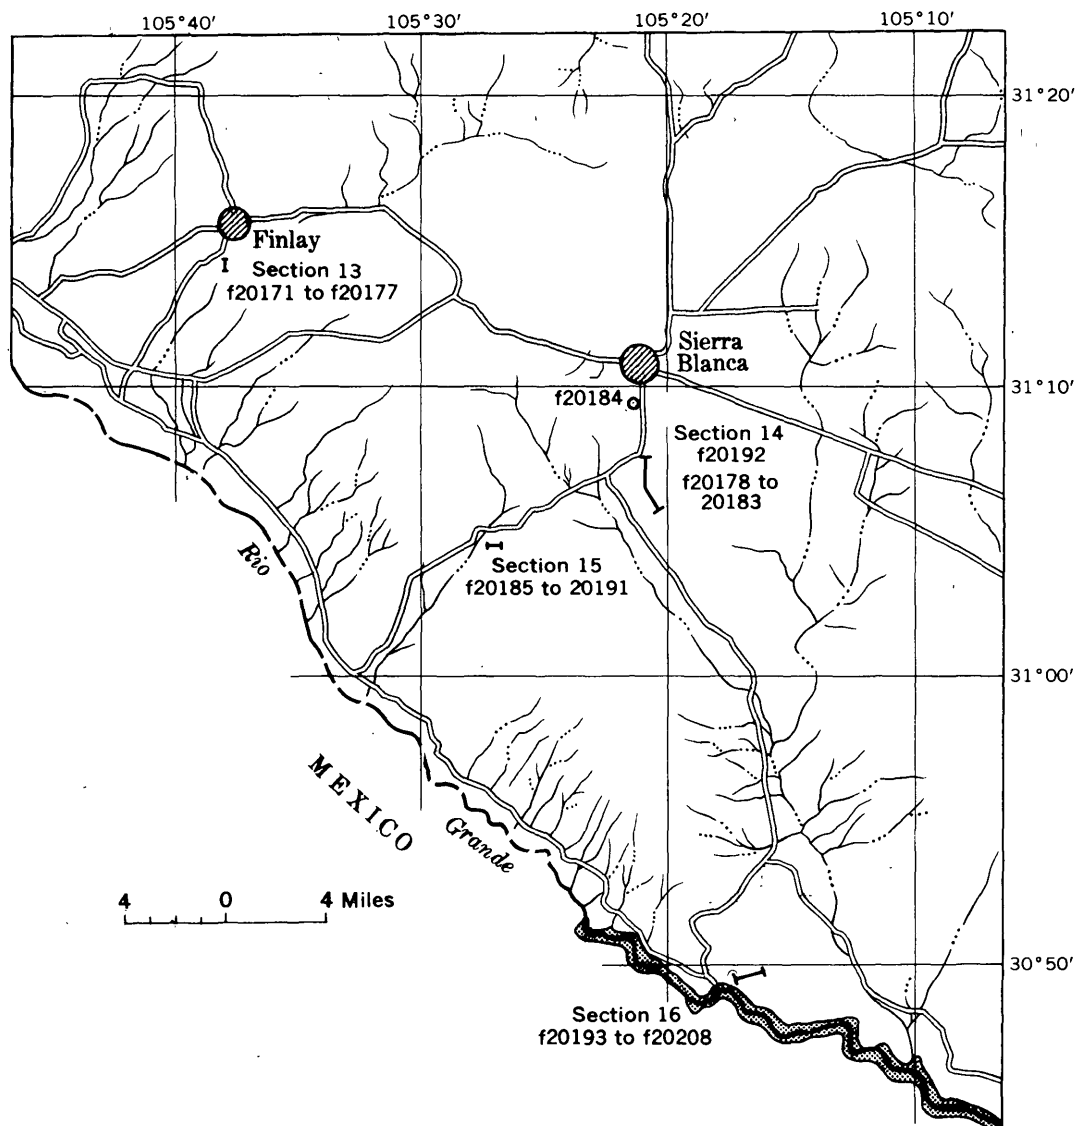 105°40′ 105°30′ 105°20′ 105°10′
31°20′
Finlay
Section 13
f20171 to f20177
Sierra
Blanca
31°10′
f20184
Section 14
f20192
f20178 to
20183
Rio
Section 15
f20185 to 20191
31°00′
MEXICO
Grande
4 0 4 Miles
30°50′
Section 16
f20193 to f20208